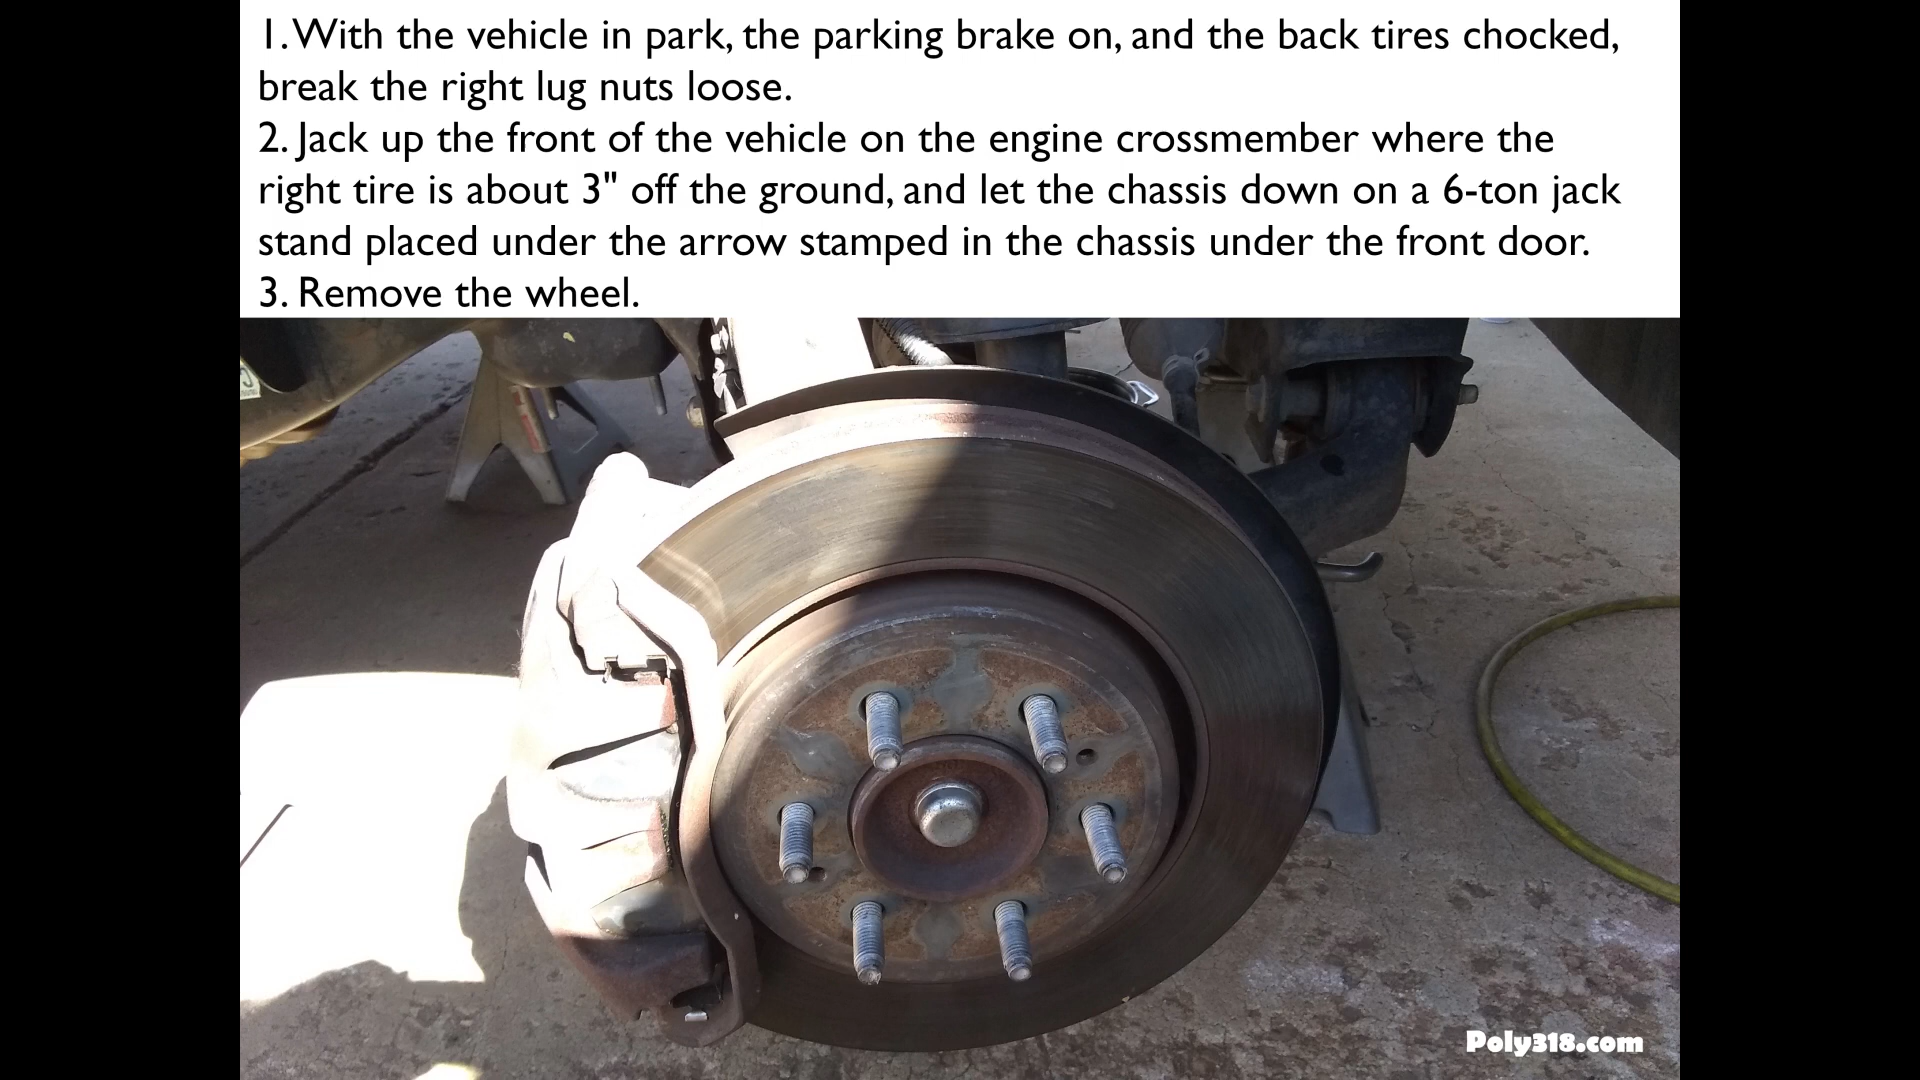 1. With the vehicle in park, the parking brake on, and the back tires chocked,
break the right lug nuts loose.
2. Jack up the front of the vehicle on the engine crossmember where the
right tire is about 3" off the ground, and let the chassis down on a 6-ton jack
stand placed under the arrow stamped in the chassis under the front door.
3. Remove the wheel.
Poly318.com